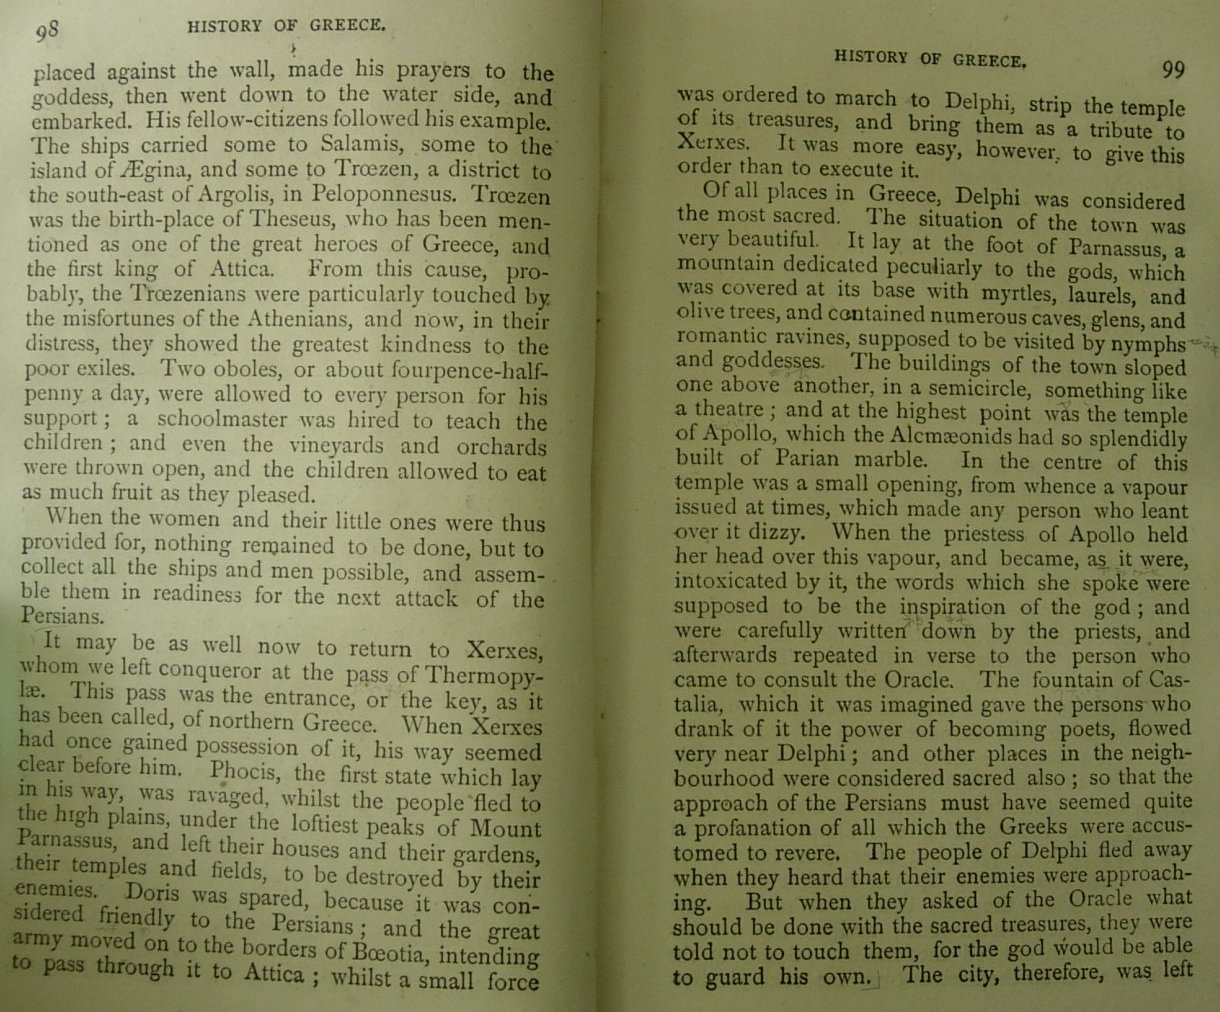 98
HISTORY OF GREECE.
placed against the wall, made his prayers to the
goddess, then went down to the water side, and
embarked. His fellow-citizens followed his example.
The ships carried some to Salamis, some to the
island of Ægina, and some to Trœzen, a district to
the south-east of Argolis, in Peloponnesus. Trœzen
was the birth-place of Theseus, who has been men-
tioned as one of the great heroes of Greece, and
the first king of Attica. From this cause, pro-
bably, the Trœzenians were particularly touched by
the misfortunes of the Athenians, and now, in their
distress, they showed the greatest kindness to the
poor exiles. Two oboles, or about fourpence-half-
penny a day, were allowed to every person for his
support ; a schoolmaster was hired to teach the
children ; and even the vineyards and orchards
were thrown open, and the children allowed to eat
as much fruit as they pleased.
When the women and their little ones were thus
provided for, nothing remained to be done, but to
collect all the ships and men possible, and assem-
ble them in readiness for the next attack of the
Persians.
It may be as well now to return to Xerxes,
whom we left conqueror at the pass of Thermopy-
læ. This pass was the entrance, or the key, as it
has been called, of northern Greece. When Xerxes
had once gained possession of it, his way seemed
clear before him. Phocis, the first state which lay
in his way, was ravaged, whilst the people fled to
the high plains, under the loftiest peaks of Mount
Parnassus, and left their houses and their gardens,
their temples and fields, to be destroyed by their
enemies. Doris was spared, because it was con-
sidered friendly to the Persians ; and the great
army moved on to the borders of Bœotia, intending
to pass through it to Attica ; whilst a small force
HISTORY OF GREECE.
99
was ordered to march to Delphi, strip the temple
of its treasures, and bring them as a tribute to
Xerxes. It was more easy, however, to give this
order than to execute it.
Of all places in Greece, Delphi was considered
the most sacred. The situation of the town was
very beautiful. It lay at the foot of Parnassus, a
mountain dedicated peculiarly to the gods, which
was covered at its base with myrtles, laurels, and
olive trees, and contained numerous caves, glens, and
romantic ravines, supposed to be visited by nymphs
and goddesses. The buildings of the town sloped
one above another, in a semicircle, something like
a theatre ; and at the highest point was the temple
of Apollo, which the Alcmæonids had so splendidly
built of Parian marble. In the centre of this
temple was a small opening, from whence a vapour
issued at times, which made any person who leant
over it dizzy. When the priestess of Apollo held
her head over this vapour, and became, as it were,
intoxicated by it, the words which she spoke were
supposed to be the inspiration of the god ; and
were carefully written down by the priests, and
afterwards repeated in verse to the person who
came to consult the Oracle. The fountain of Cas-
talia, which it was imagined gave the persons who
drank of it the power of becoming poets, flowed
very near Delphi ; and other places in the neigh-
bourhood were considered sacred also ; so that the
approach of the Persians must have seemed quite
a profanation of all which the Greeks were accus-
tomed to revere. The people of Delphi fled away
when they heard that their enemies were approach-
ing. But when they asked of the Oracle what
should be done with the sacred treasures, they were
told not to touch them, for the god would be able
to guard his own. The city, therefore, was left